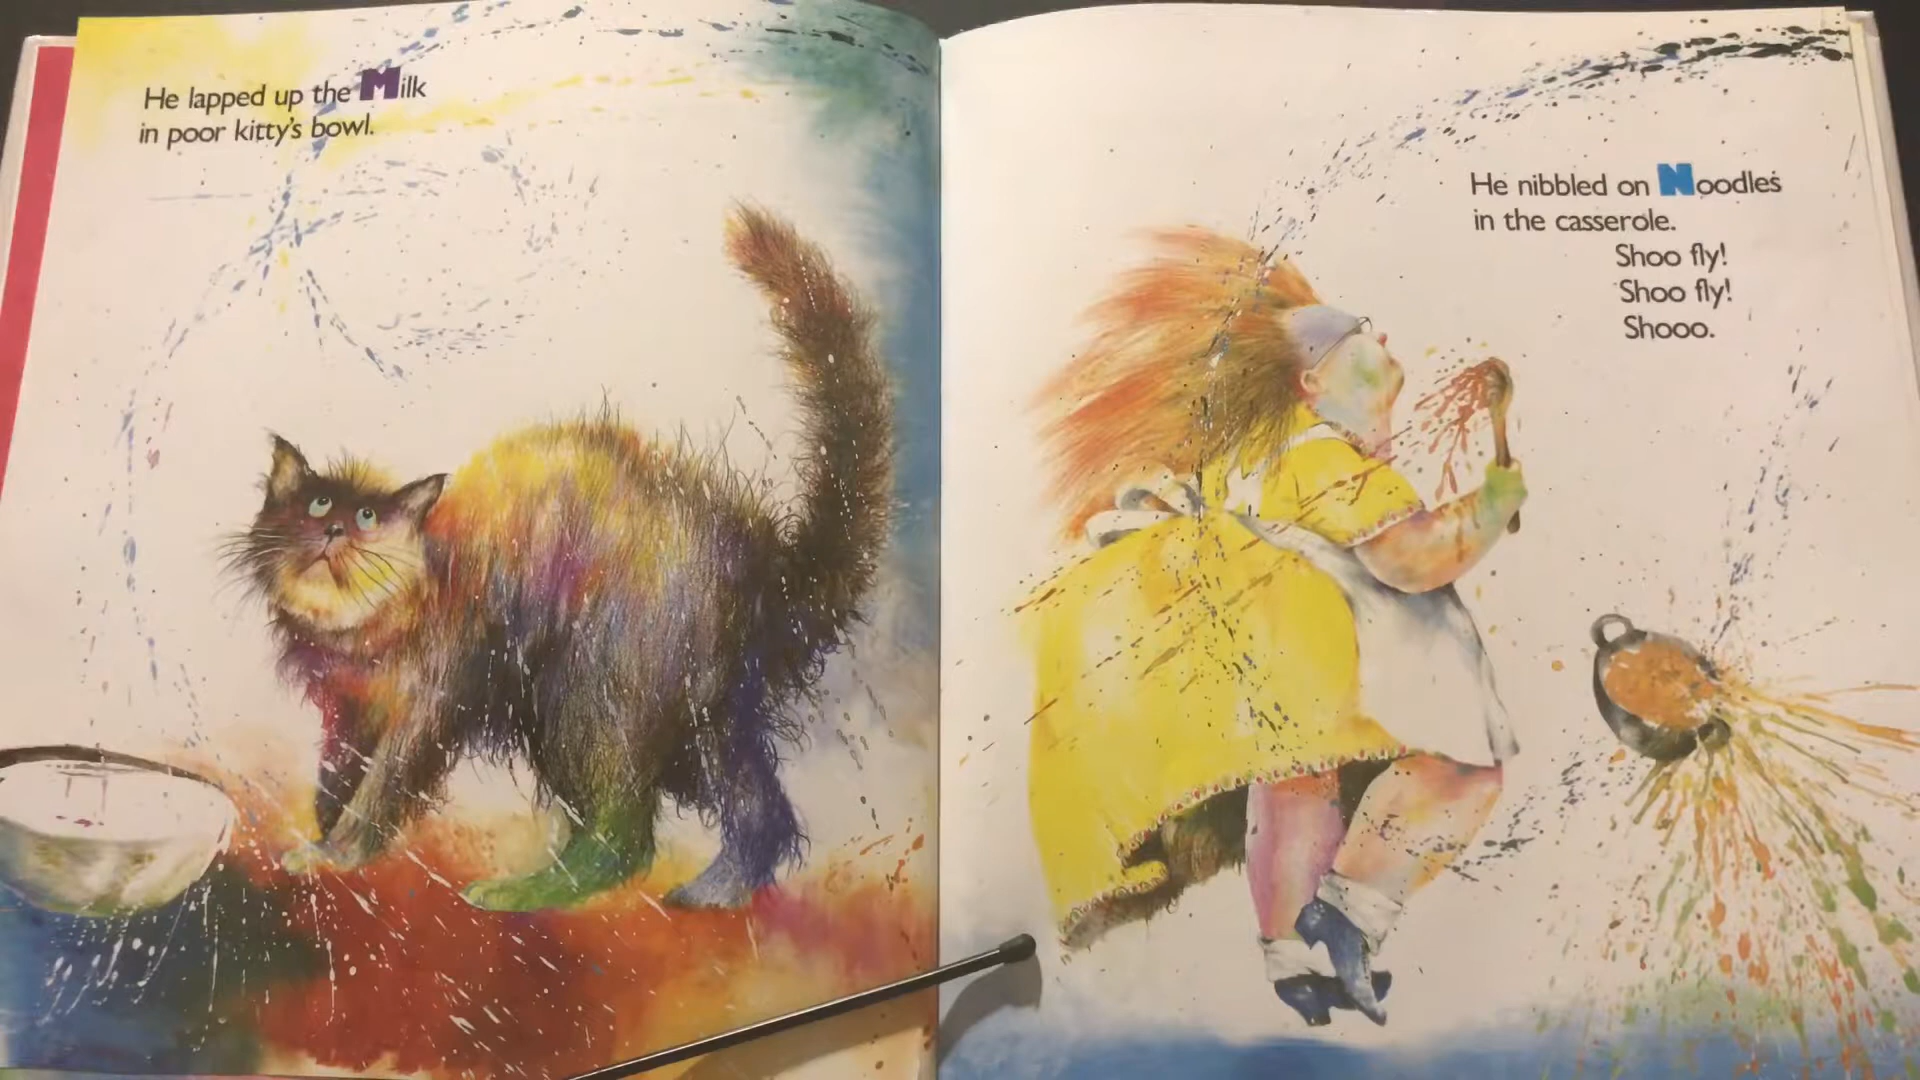 He lapped up the Milk
in poor kitty's bowl.
He nibbled on Noodles
in the casserole.
Shoo fly!
Shoo fly!
Shooo.